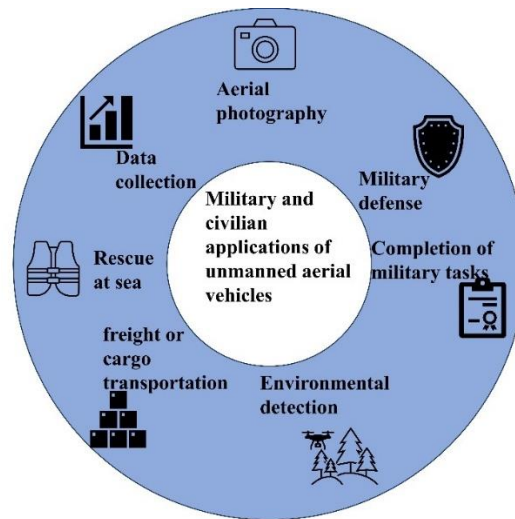 Aerial
photography
Military
defense
Completion of
military tasks
Environmental
detection
freight or
cargo
transportation
Rescue
at sea
Data
collection
Military and
civilian
applications of
unmanned aerial
vehicles